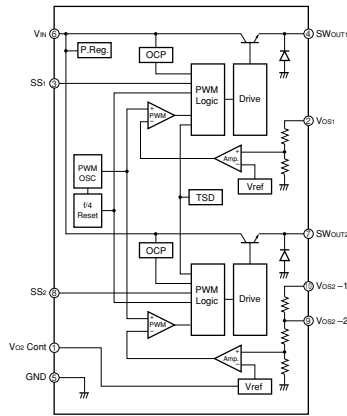 VIN ⑥
④ SWOUT1
P.Reg.
OCP
SS1 ③
PWM Logic
Drive
② VOS1
+ PWM −
PWM OSC
+ Amp. −
f/4 Reset
TSD
Vref
⑦ SWOUT2
OCP
⑩ VOS2 −1
SS2 ⑧
PWM Logic
Drive
⑨ VOS2 −2
+ PWM −
VO2 Cont ①
+ Amp. −
GND ⑤
Vref